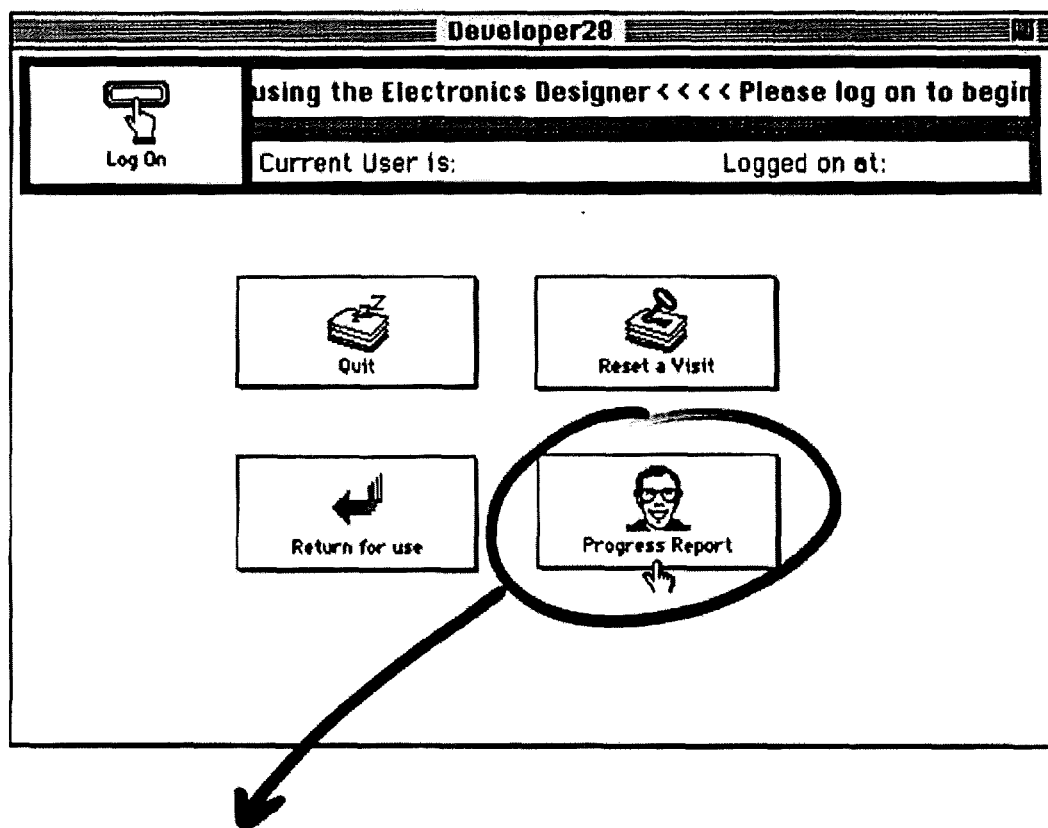 Developer28
using the Electronics Designer < < < < Please log on to begin
Log On
Current User is:
Logged on at:
Quit
Reset a Visit
Return for use
Progress Report